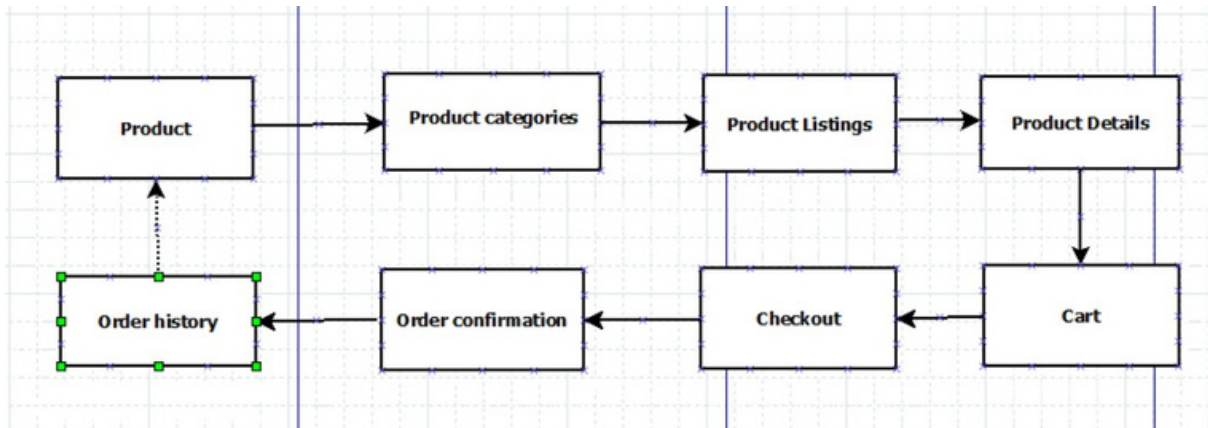 Product
Product categories
Product Listings
Product Details
Order history
Order confirmation
Checkout
Cart